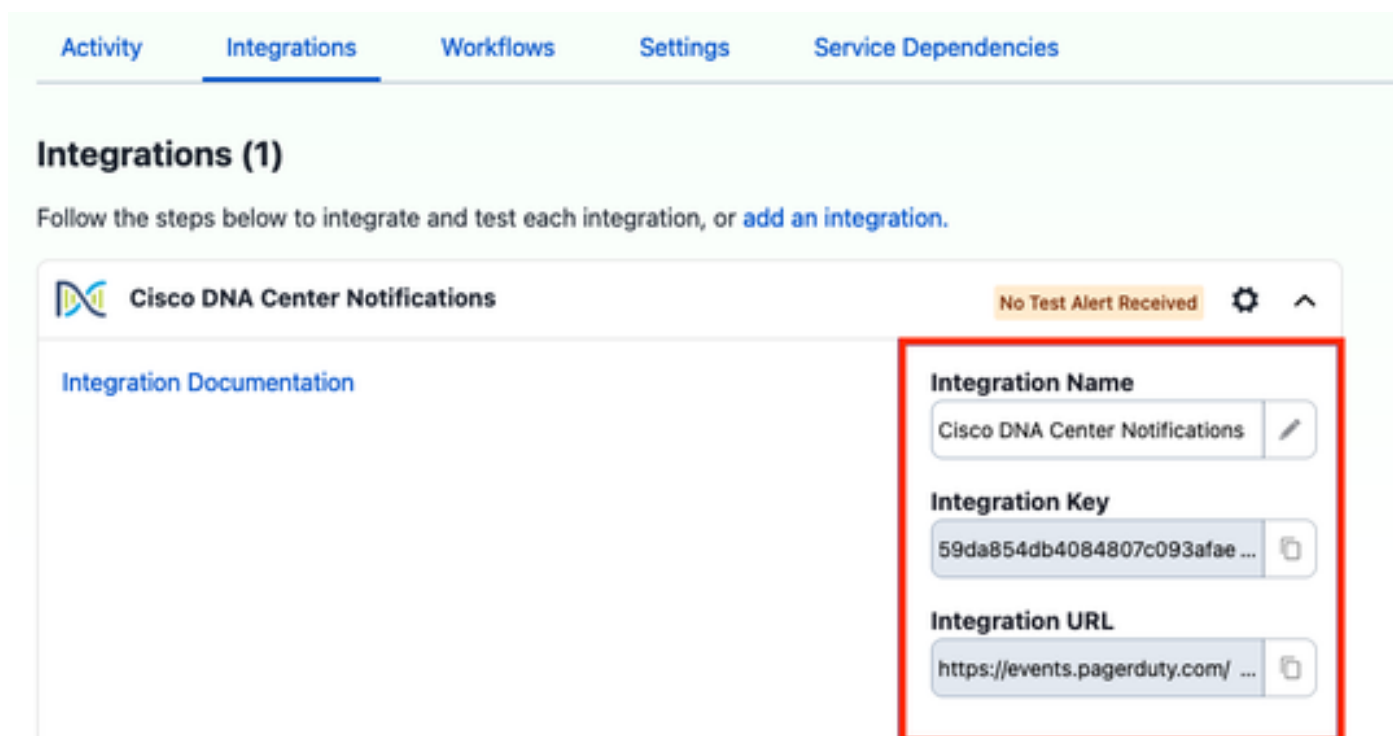 Activity Integrations Workflows Settings Service Dependencies
Integrations (1)
Follow the steps below to integrate and test each integration, or add an integration.
Cisco DNA Center Notifications No Test Alert Received
Integration Documentation
Integration Name
Cisco DNA Center Notifications
Integration Key
59da854db4084807c093afae ...
Integration URL
https://events.pagerduty.com/ ...